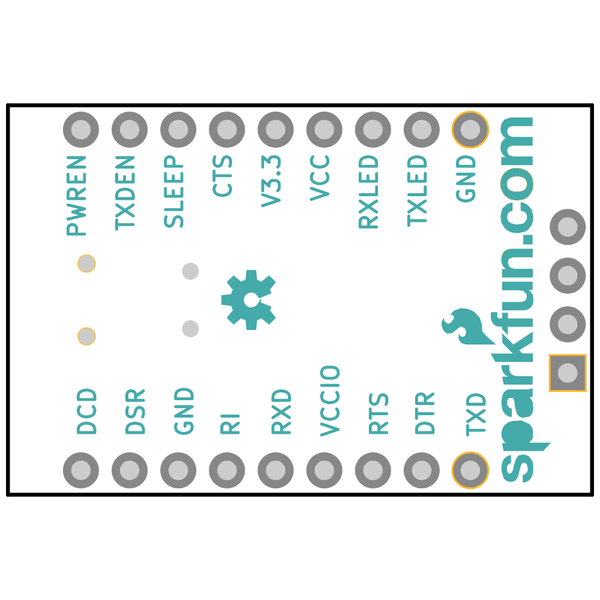 PWREN
TXDEN
SLEEP
CTS
V3.3
VCC
RXLED
TXLED
GND
sparkfun.com
DCD
DSR
GND
RI
RXD
VCCIO
RTS
DTR
TXD